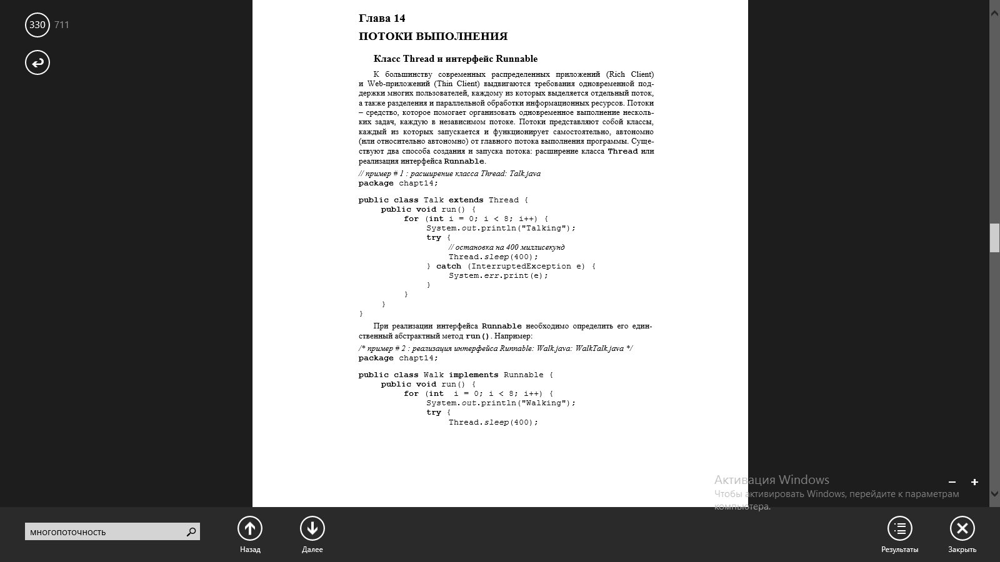 330 711
Глава 14
ПОТОКИ ВЫПОЛНЕНИЯ
Класс Thread и интерфейс Runnable
К большинству современных распределенных приложений (Rich Client)
и Web-приложений (Thin Client) выдвигаются требования одновременной под-
держки многих пользователей, каждому из которых выделяется отдельный поток,
а также разделения и параллельной обработки информационных ресурсов. Потоки
– средство, которое помогает организовать одновременное выполнение несколь-
ких задач, каждую в независимом потоке. Потоки представляют собой классы,
каждый из которых запускается и функционирует самостоятельно, автономно
(или относительно автономно) от главного потока выполнения программы. Суще-
ствуют два способа создания и запуска потока: расширение класса Thread или
реализация интерфейса Runnable.
// пример # 1 : расширение класса Thread: Talk.java
package chapt14;
public class Talk extends Thread {
public void run() {
for (int i = 0; i < 8; i++) {
System.out.println("Talking");
try {
// остановка на 400 миллисекунд
Thread.sleep(400);
} catch (InterruptedException e) {
System.err.print(e);
}
}
}
}
При реализации интерфейса Runnable необходимо определить его един-
ственный абстрактный метод run(). Например:
/* пример # 2 : реализация интерфейса Runnable: Walk.java: WalkTalk.java */
package chapt14;
public class Walk implements Runnable {
public void run() {
for (int i = 0; i < 8; i++) {
System.out.println("Walking");
try {
Thread.sleep(400);
Активация Windows
Чтобы активировать Windows, перейдите к параметрам
компьютера.
многопоточность
Назад
Далее
Результаты
Закрыть